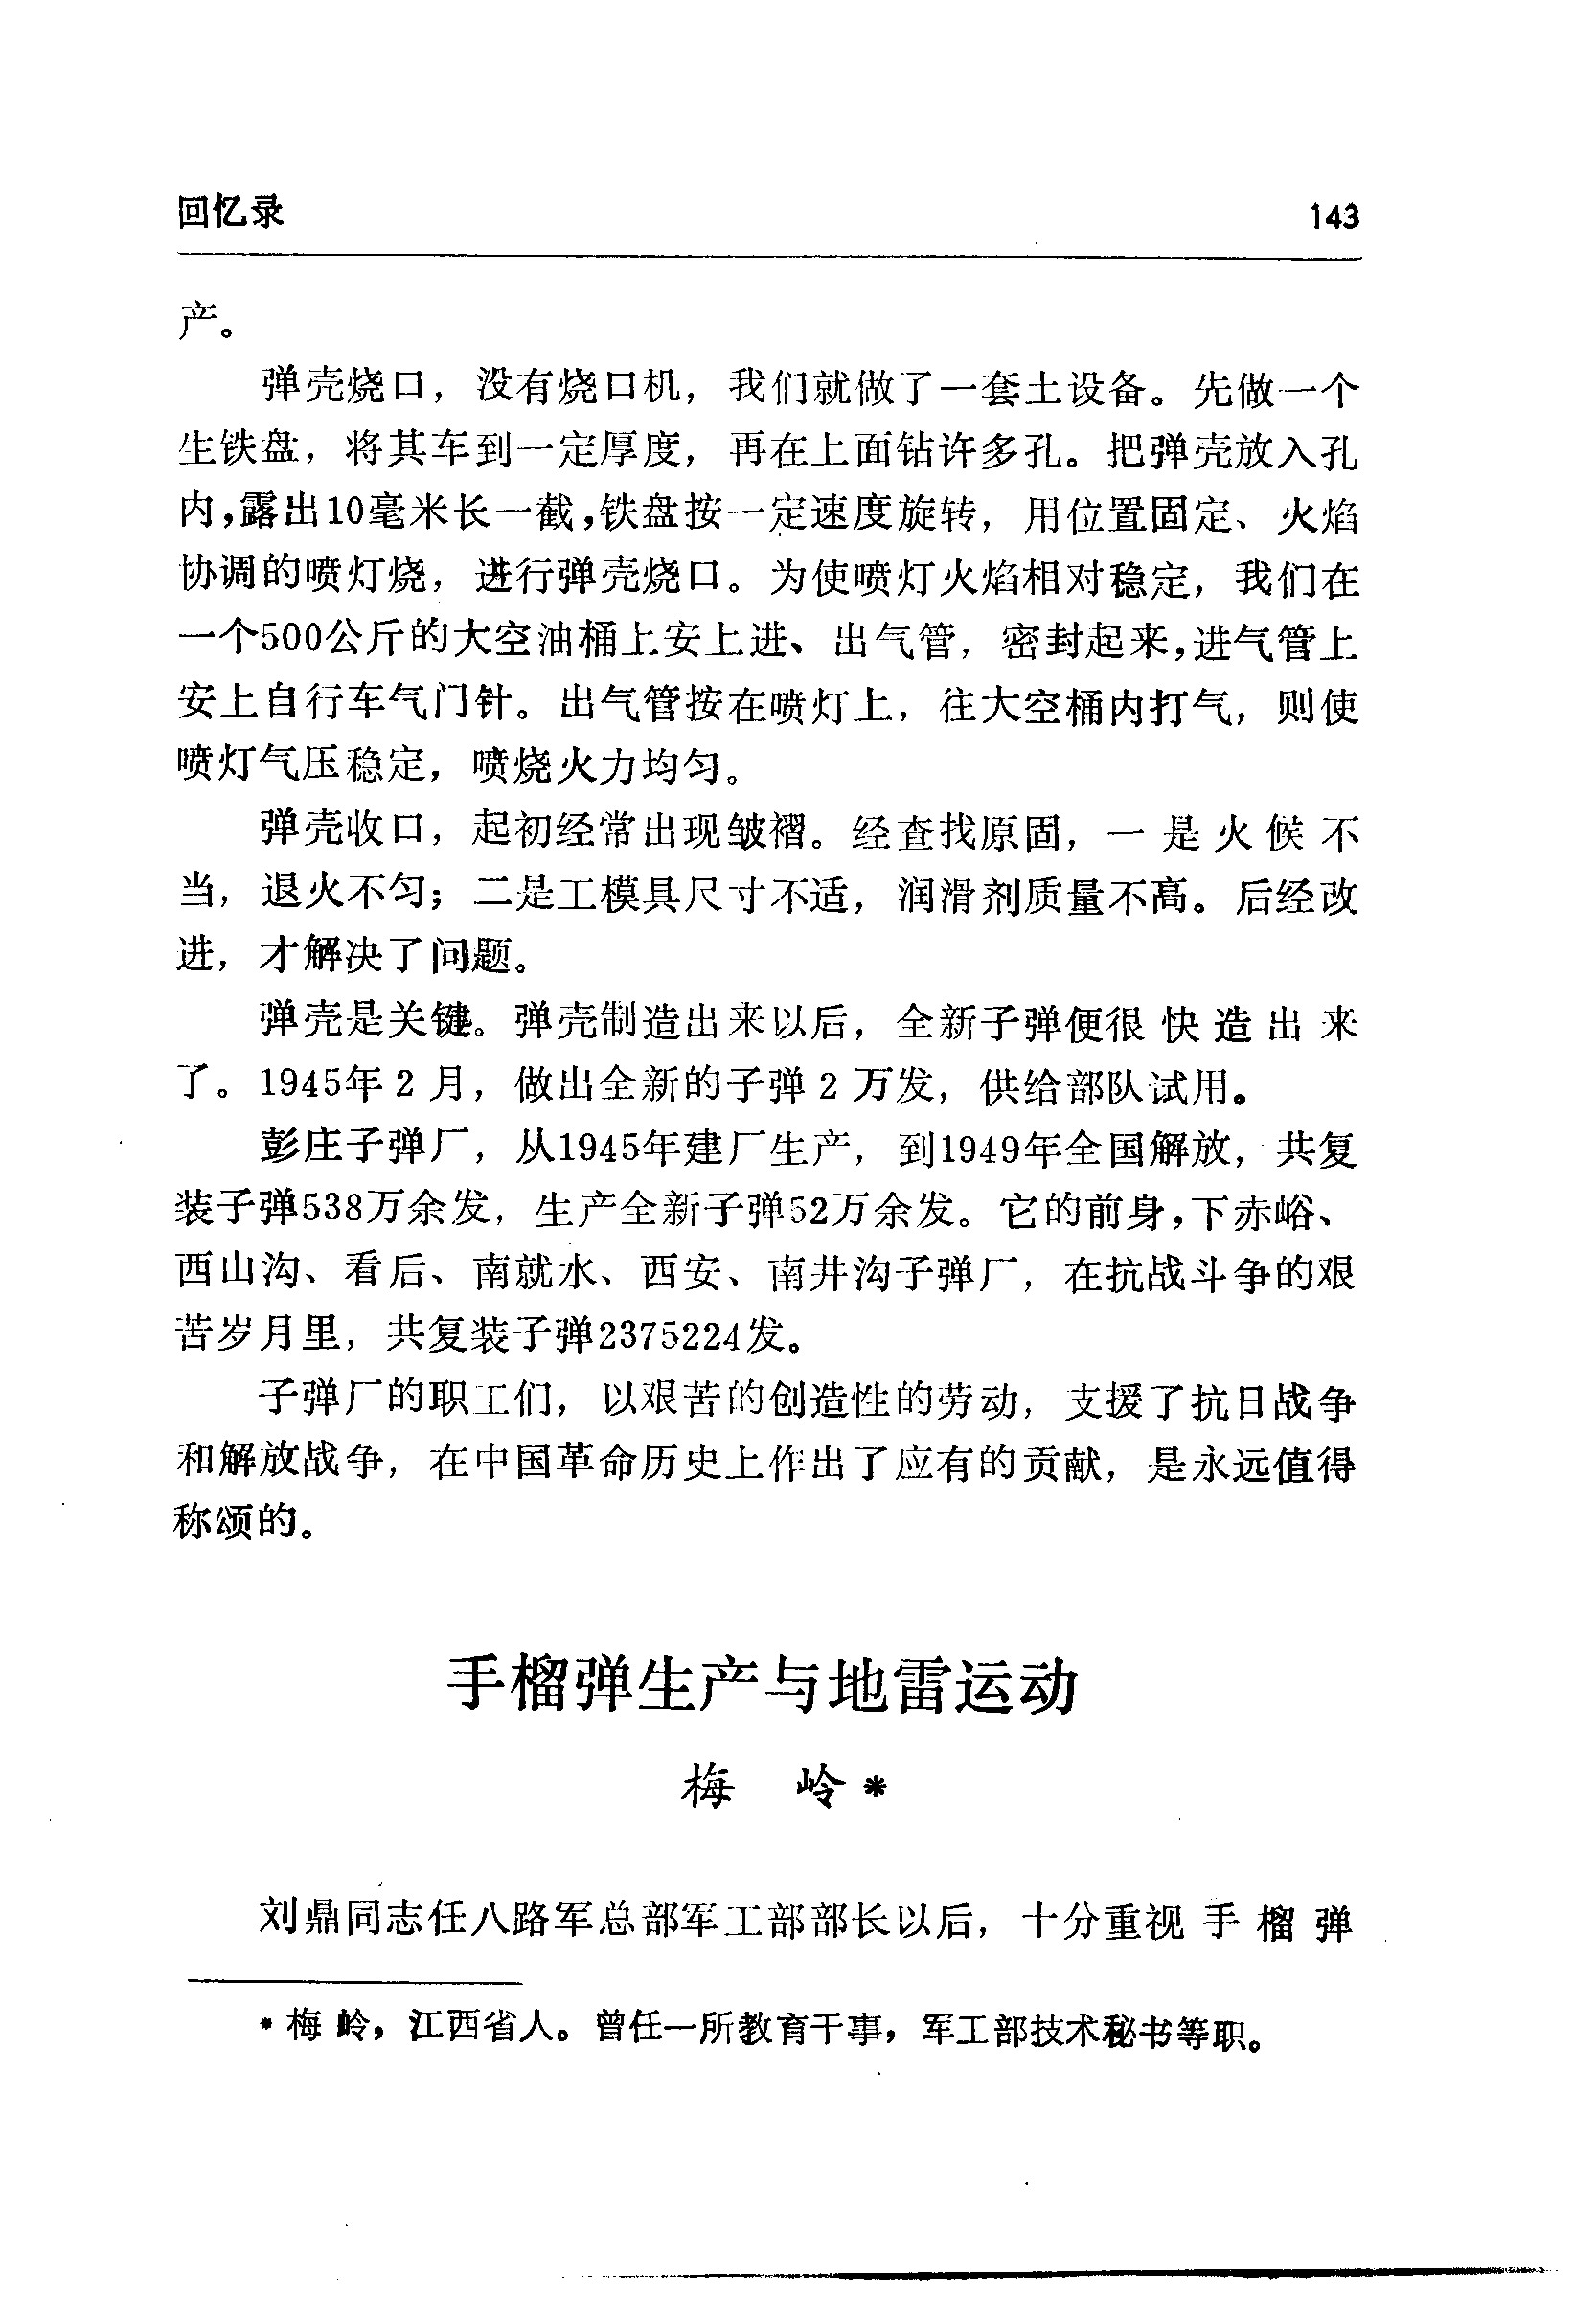 回忆录 143
产。
弹壳烧口，没有烧口机，我们就做了一套土设备。先做一个
生铁盘，将其车到一定厚度，再在上面钻许多孔。把弹壳放入孔
内，露出10毫米长一截，铁盘按一定速度旋转，用位置固定、火焰
协调的喷灯烧，进行弹壳烧口。为使喷灯火焰相对稳定，我们在
一个500公斤的大空油桶上安上进、出气管，密封起来，进气管上
安上自行车气门针。出气管按在喷灯上，往大空桶内打气，则使
喷灯气压稳定，喷烧火力均匀。
弹壳收口，起初经常出现皱褶。经查找原固，一是火候不
当，退火不匀；二是工模具尺寸不适，润滑剂质量不高。后经改
进，才解决了问题。
弹壳是关键。弹壳制造出来以后，全新子弹便很快造出来
了。1945年2月，做出全新的子弹2万发，供给部队试用。
彭庄子弹厂，从1945年建厂生产，到1949年全国解放，共复
装子弹538万余发，生产全新子弹52万余发。它的前身，下赤峪、
西山沟、看后、南就水、西安、南井沟子弹厂，在抗战斗争的艰
苦岁月里，共复装子弹2375224发。
子弹厂的职工们，以艰苦的创造性的劳动，支援了抗日战争
和解放战争，在中国革命历史上作出了应有的贡献，是永远值得
称颂的。
手榴弹生产与地雷运动
梅 岭*
刘鼎同志任八路军总部军工部部长以后，十分重视手榴弹
* 梅岭，江西省人。曾任一所教育干事，军工部技术秘书等职。